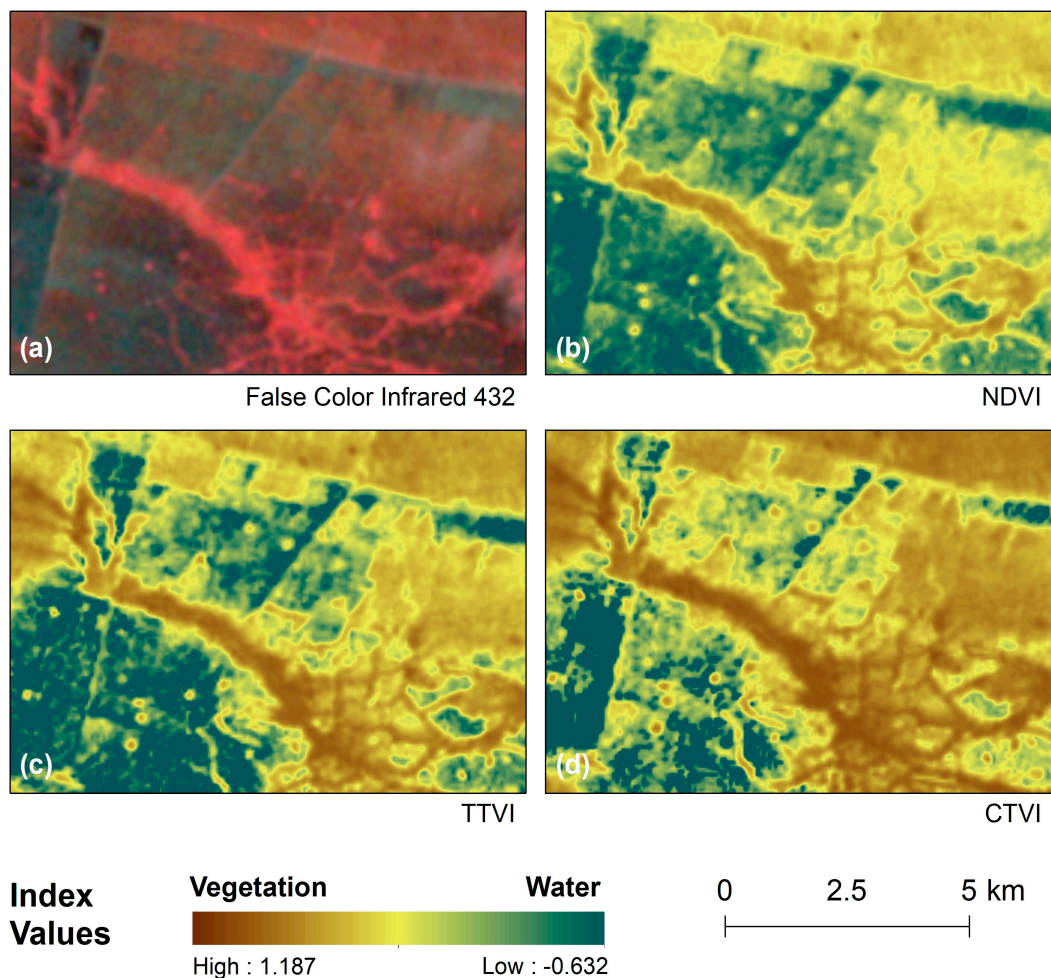 (a)
(b)
False Color Infrared 432
NDVI
(c)
(d)
TTVI
CTVI
Index
Values
Vegetation
Water
High : 1.187
Low : -0.632
0
2.5
5 km